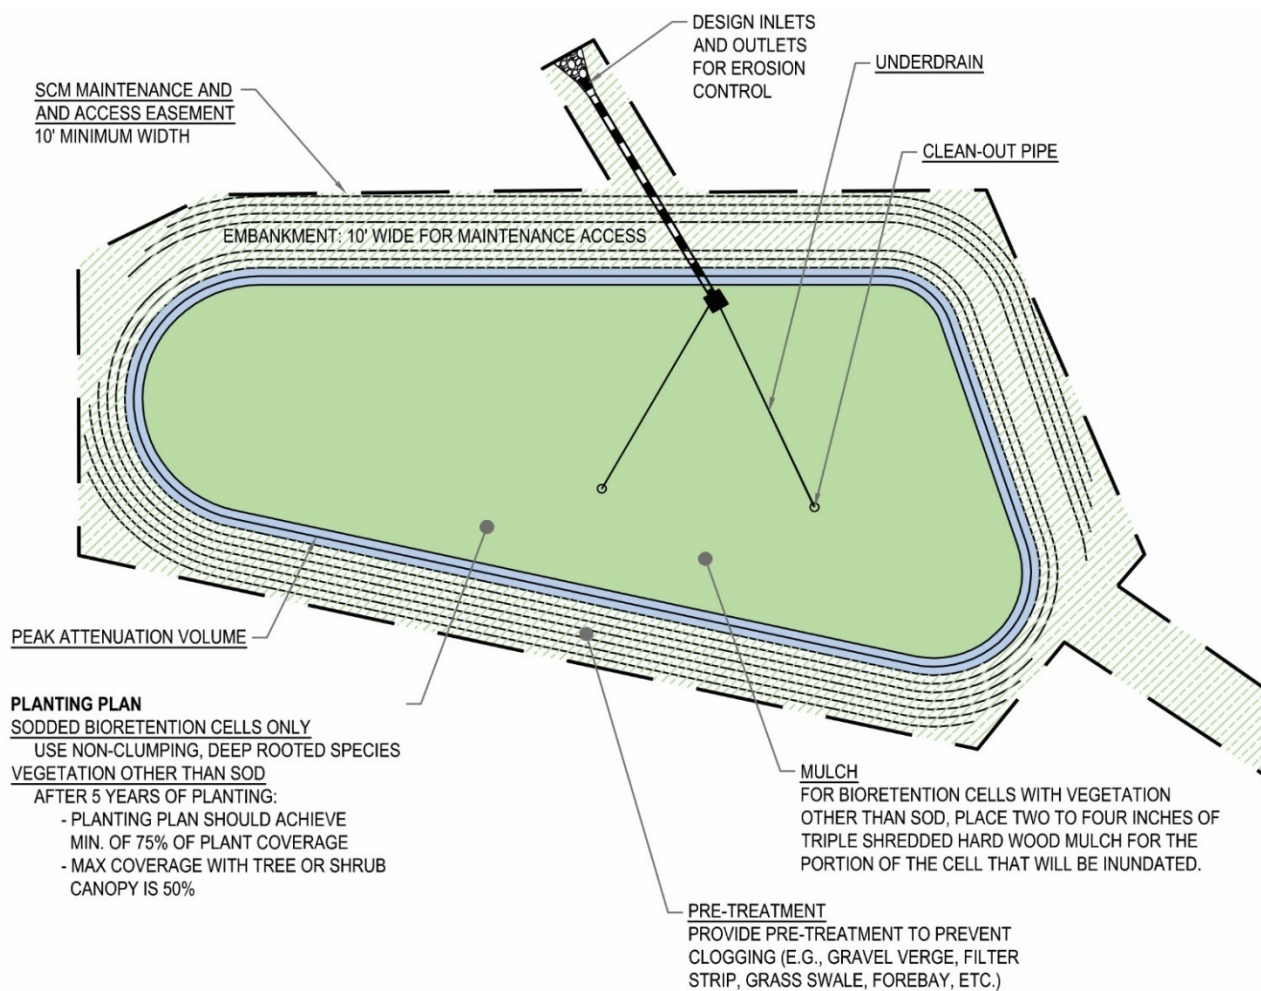 DESIGN INLETS
AND OUTLETS
FOR EROSION
CONTROL
UNDERDRAIN
SCM MAINTENANCE AND
AND ACCESS EASEMENT
10' MINIMUM WIDTH
CLEAN-OUT PIPE
EMBANKMENT: 10' WIDE FOR MAINTENANCE ACCESS
PEAK ATTENUATION VOLUME
PLANTING PLAN
SODDED BIORETENTION CELLS ONLY
USE NON-CLUMPING, DEEP ROOTED SPECIES
VEGETATION OTHER THAN SOD
AFTER 5 YEARS OF PLANTING:
- PLANTING PLAN SHOULD ACHIEVE
MIN. OF 75% OF PLANT COVERAGE
- MAX COVERAGE WITH TREE OR SHRUB
CANOPY IS 50%
MULCH
FOR BIORETENTION CELLS WITH VEGETATION
OTHER THAN SOD, PLACE TWO TO FOUR INCHES OF
TRIPLE SHREDDED HARD WOOD MULCH FOR THE
PORTION OF THE CELL THAT WILL BE INUNDATED.
PRE-TREATMENT
PROVIDE PRE-TREATMENT TO PREVENT
CLOGGING (E.G., GRAVEL VERGE, FILTER
STRIP, GRASS SWALE, FOREBAY, ETC.)